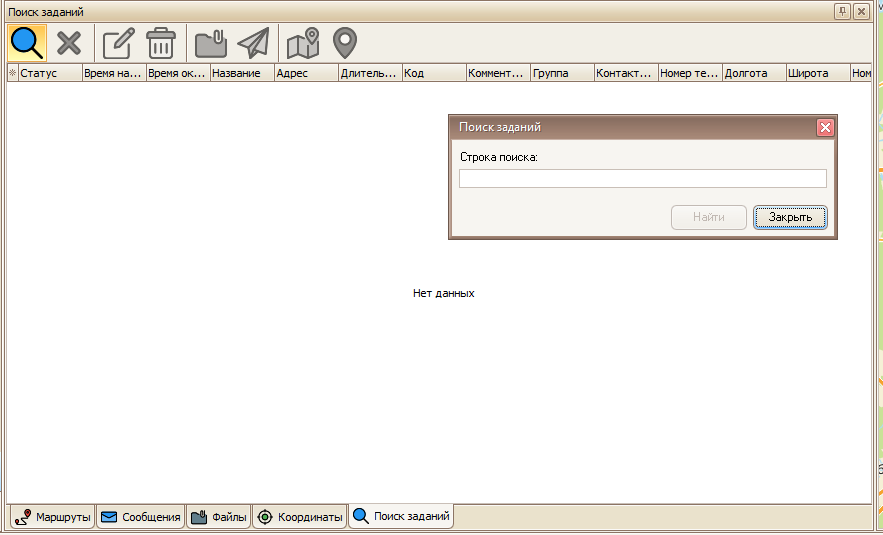 Поиск заданий
Статус Время на... Время ок... Название Адрес Длитель... Код Коммент... Группа Контакт... Номер те... Долгота Широта Ном
Поиск заданий
Строка поиска:
Найти Закрыть
Нет данных
Маршруты Сообщения Файлы Координаты Поиск заданий